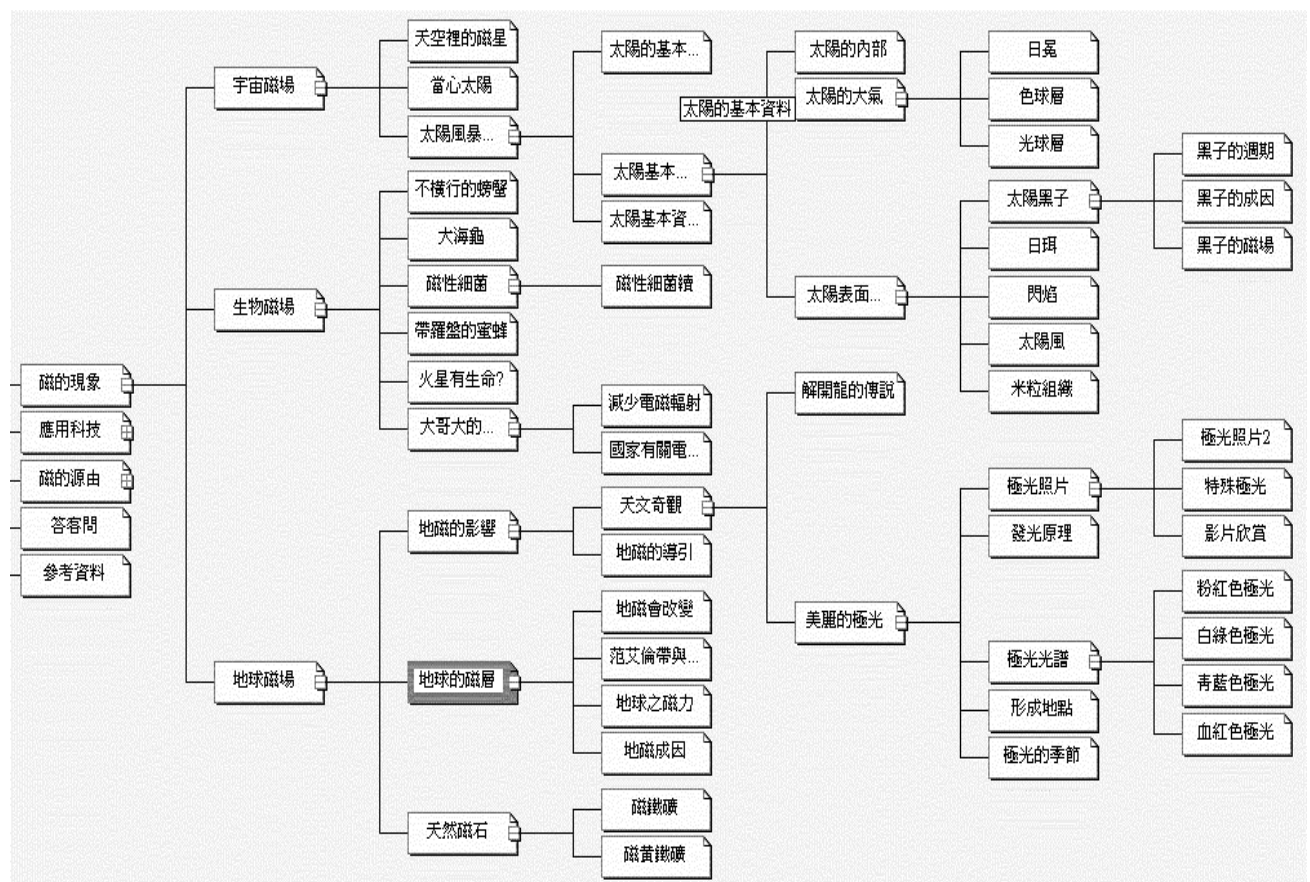 磁的現象
應用科技
磁的源由
答客問
參考資料
宇宙磁場
生物磁場
地球磁場
天空裡的磁星
當心太陽
太陽風暴...
不橫行的螃蟹
大海龜
磁性細菌
帶羅盤的蜜蜂
火星有生命?
大哥大的...
地磁的影響
地球的磁層
天然磁石
太陽的基本...
太陽基本...
太陽基本資...
磁性細菌續
減少電磁輻射
國家有關電...
天文奇觀
地磁的導引
地磁會改變
范艾倫帶與...
地球之磁力
地磁成因
磁鐵礦
磁黃鐵礦
太陽的基本資料
太陽的內部
太陽的大氣
太陽表面...
解開龍的傳說
美麗的極光
日冕
色球層
光球層
太陽黑子
日珥
閃焰
太陽風
米粒組織
極光照片
發光原理
極光光譜
形成地點
極光的季節
黑子的週期
黑子的成因
黑子的磁場
極光照片2
特殊極光
影片欣賞
粉紅色極光
白綠色極光
青藍色極光
血紅色極光